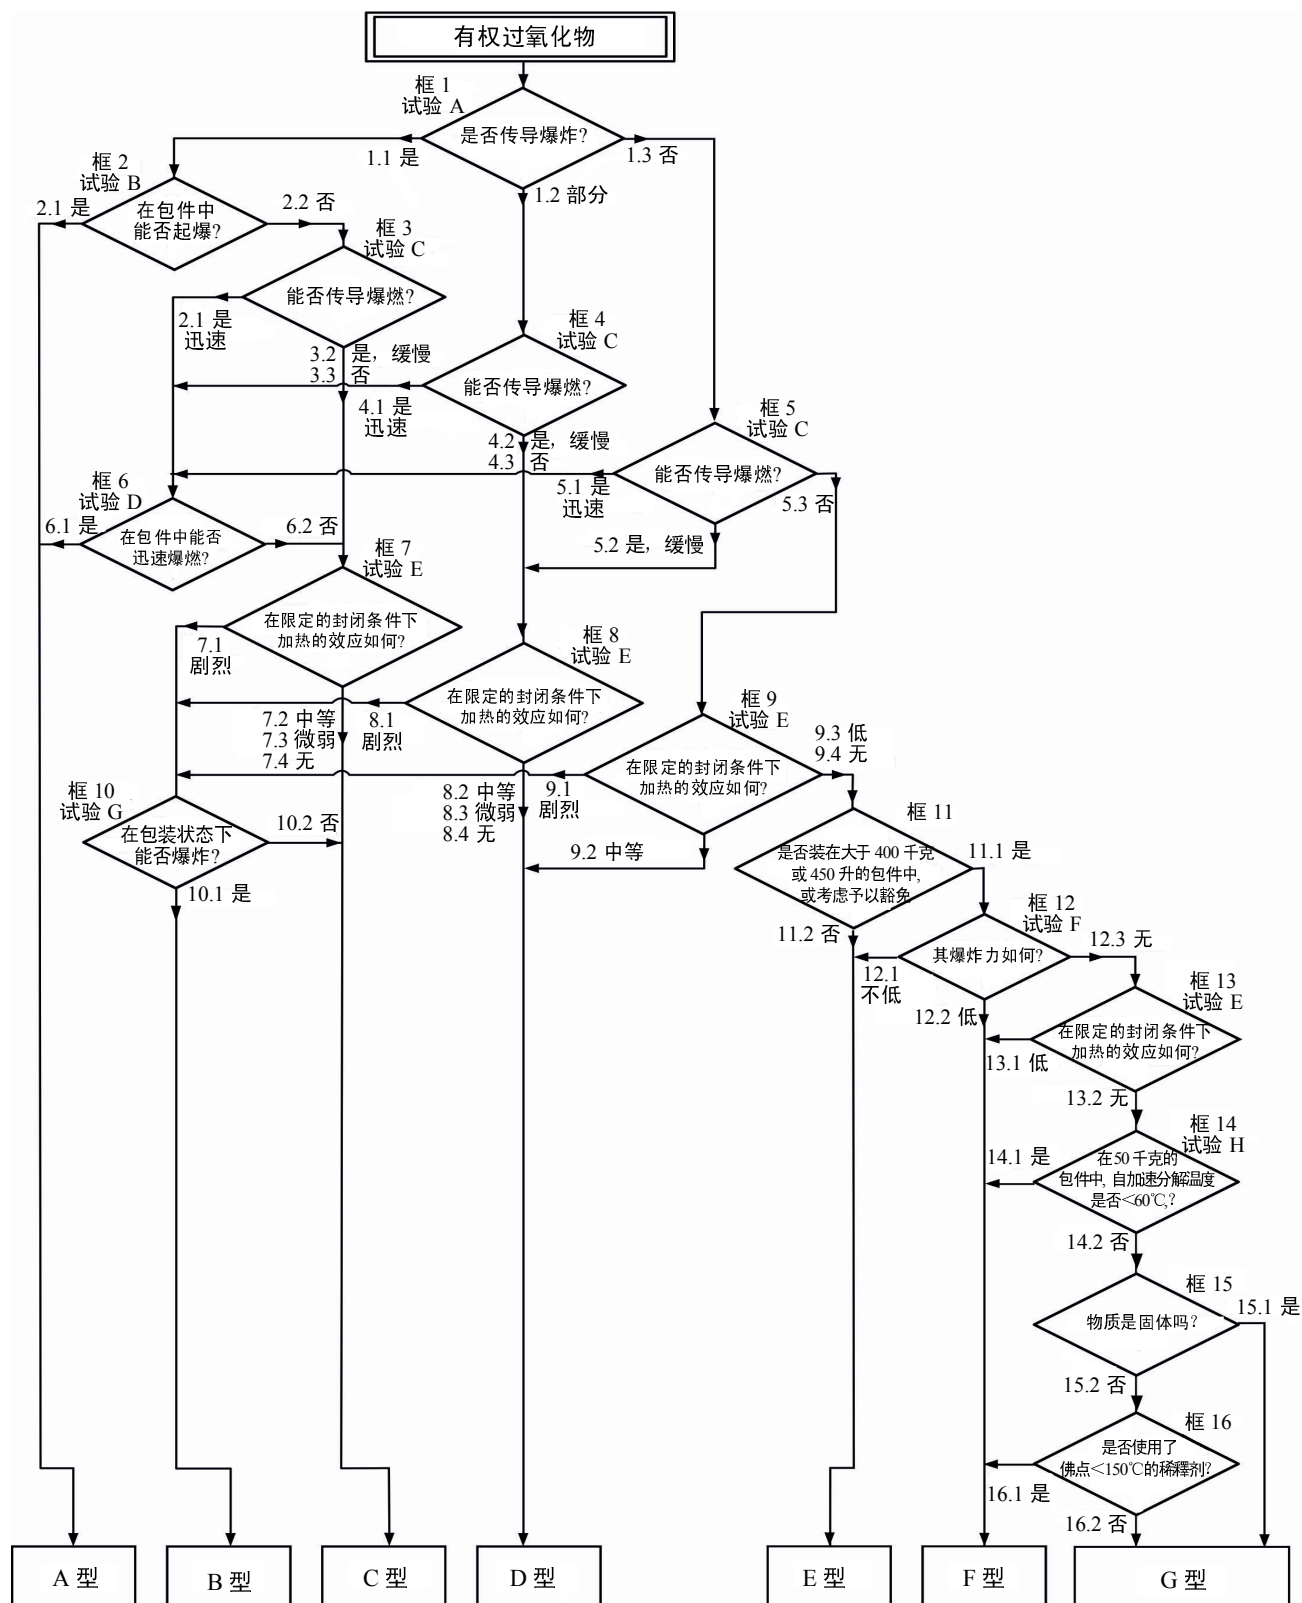 有权过氧化物
框 1
试验 A
是否传导爆炸?
1.1 是
1.3 否
1.2 部分
框 2
试验 B
2.1 是
在包件中
能否起爆?
2.2 否
框 3
试验 C
能否传导爆燃?
2.1 是
迅速
3.2 是，缓慢
3.3 否
框 4
试验 C
能否传导爆燃?
4.1 是
迅速
4.2 是，缓慢
4.3 否
框 5
试验 C
能否传导爆燃?
5.1 是
迅速
5.3 否
5.2 是，缓慢
框 6
试验 D
6.1 是
在包件中能否
迅速爆燃?
6.2 否
框 7
试验 E
在限定的封闭条件下
加热的效应如何?
7.1
剧烈
7.2 中等
7.3 微弱
7.4 无
框 8
试验 E
在限定的封闭条件下
加热的效应如何?
8.1
剧烈
8.2 中等
8.3 微弱
8.4 无
框 9
试验 E
在限定的封闭条件下
加热的效应如何?
9.3 低
9.4 无
9.1
剧烈
9.2 中等
框 10
试验 G
在包装状态下
能否爆炸?
10.2 否
10.1 是
框 11
是否装在大于 400 千克
或 450 升的包件中,
或考虑予以豁免
11.1 是
11.2 否
框 12
试验 F
其爆炸力如何?
12.3 无
12.1
不低
12.2 低
框 13
试验 E
在限定的封闭条件下
加热的效应如何?
13.1 低
13.2 无
框 14
试验 H
14.1 是
在50千克的
包件中, 自加速分解温度
是否＜60℃,?
14.2 否
框 15
物质是固体吗?
15.1 是
15.2 否
框 16
是否使用了
佛点＜150℃的稀釋剂?
16.1 是
16.2 否
A 型
B 型
C 型
D 型
E 型
F 型
G 型